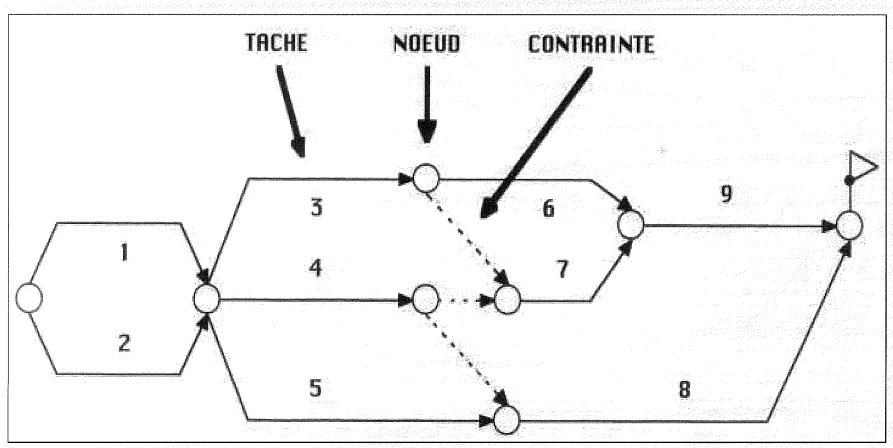 TACHE NOEUD CONTRAINTE
3 6 9
1 4 7
2 5 8